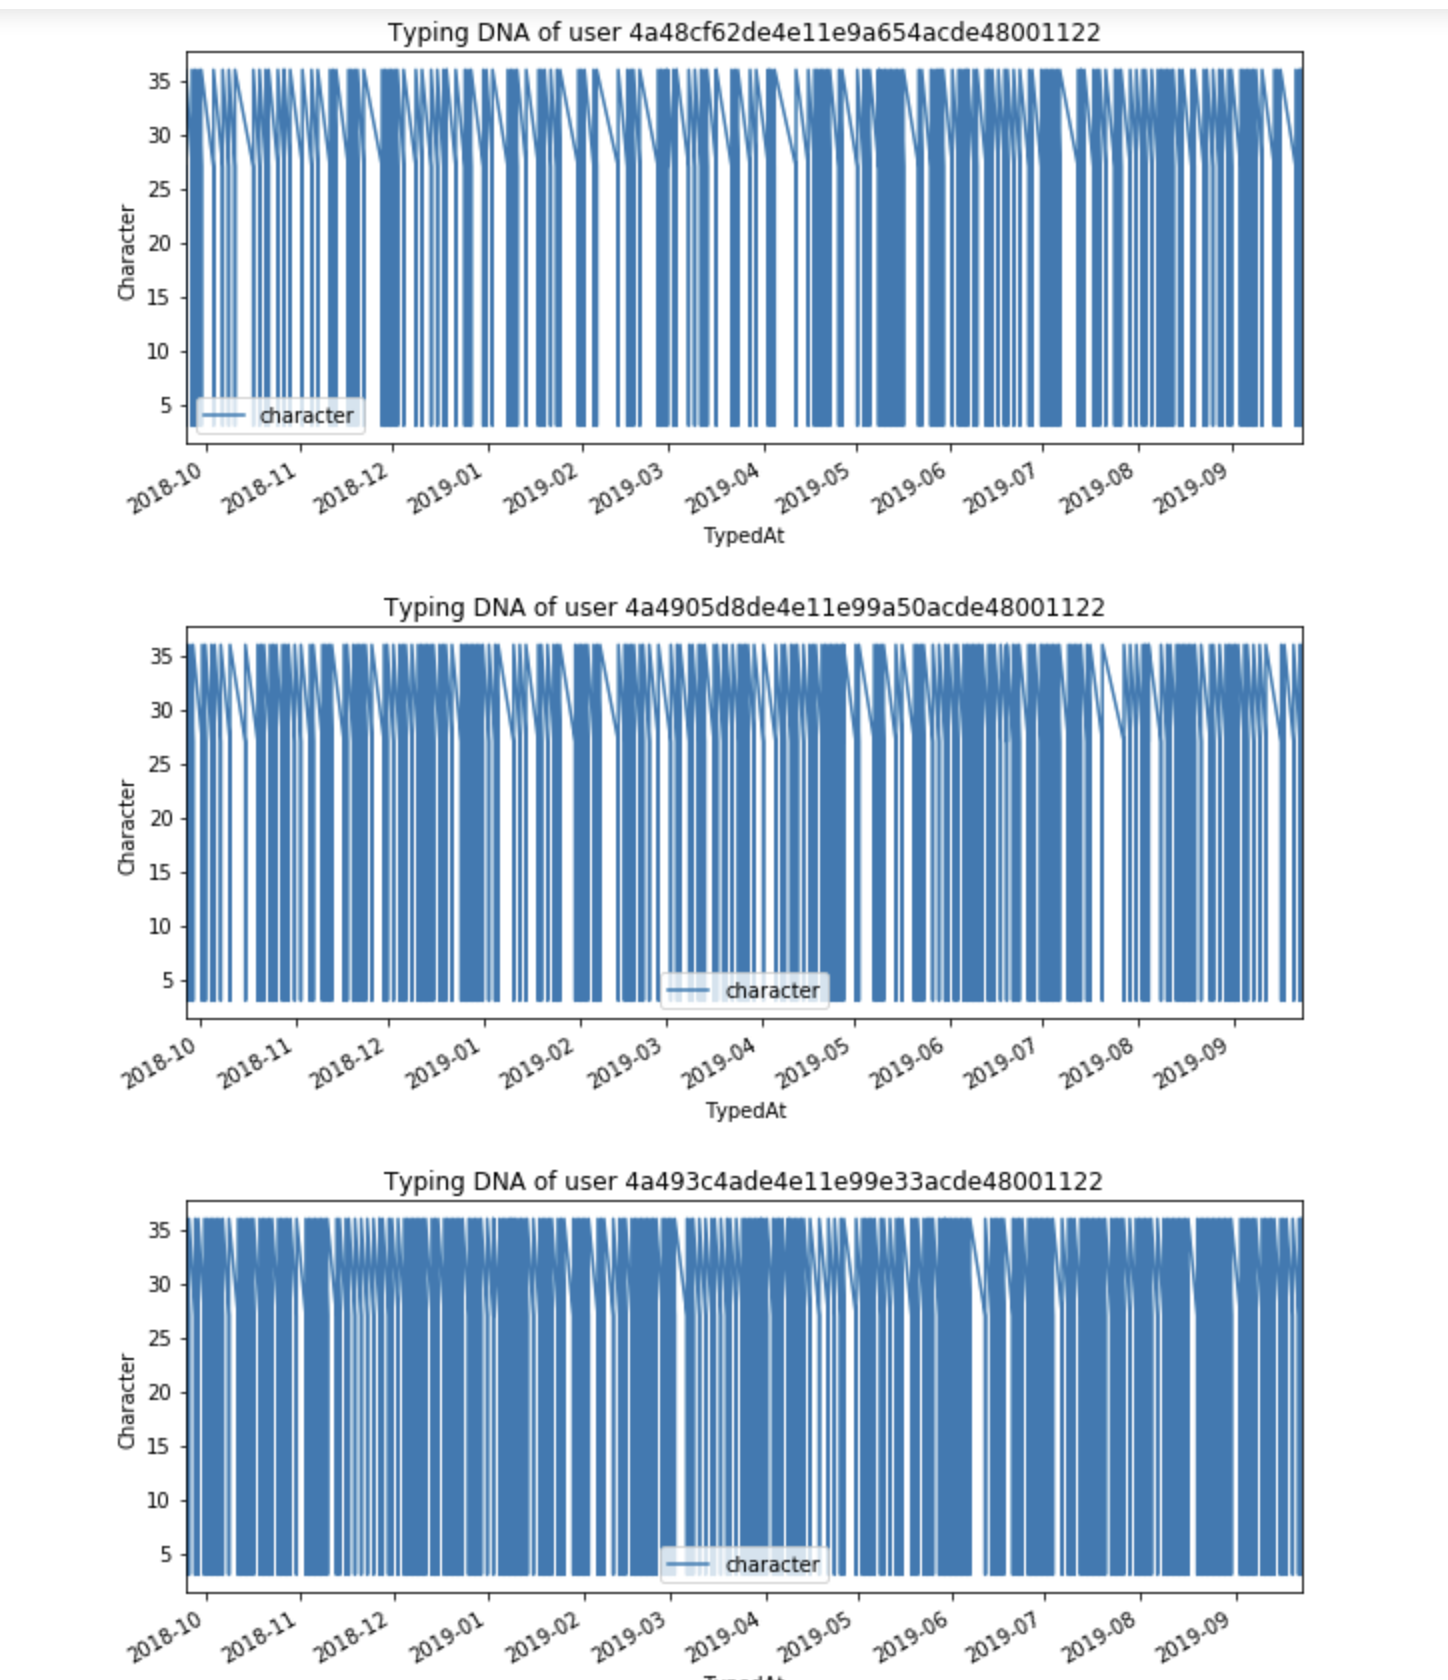 Typing DNA of user 4a48cf62de4e11e9a654acde48001122
35
30
25
20
15
10
5
Character
character
2018-10 2018-11 2018-12 2019-01 2019-02 2019-03 2019-04 2019-05 2019-06 2019-07 2019-08 2019-09
TypedAt
Typing DNA of user 4a4905d8de4e11e99a50acde48001122
35
30
25
20
15
10
5
Character
character
2018-10 2018-11 2018-12 2019-01 2019-02 2019-03 2019-04 2019-05 2019-06 2019-07 2019-08 2019-09
TypedAt
Typing DNA of user 4a493c4ade4e11e99e33acde48001122
35
30
25
20
15
10
5
Character
character
2018-10 2018-11 2018-12 2019-01 2019-02 2019-03 2019-04 2019-05 2019-06 2019-07 2019-08 2019-09